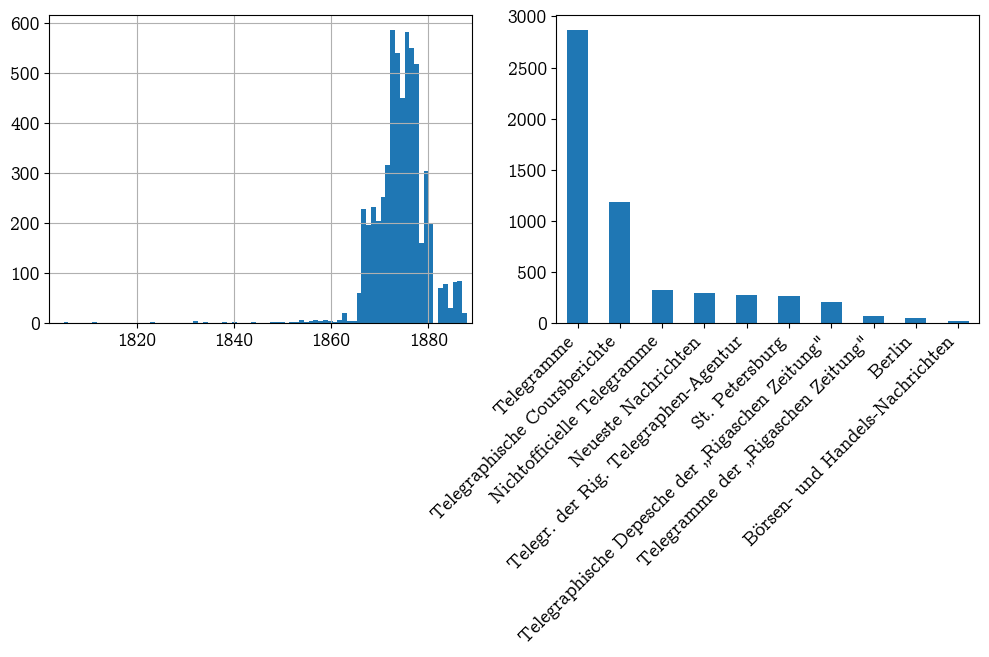 600
500
400
300
200
100
0
1820
1840
1860
1880
3000
2500
2000
1500
1000
500
0
Telegramme
Telegraphische Coursberichte
Nichtofficielle Telegramme
Neueste Nachrichten
Telegr. der Rig. Telegraphen-Agentur
St. Petersburg
Telegraphische Depesche der „Rigaschen Zeitung"
Telegramme der „Rigaschen Zeitung"
Berlin
Börsen- und Handels-Nachrichten